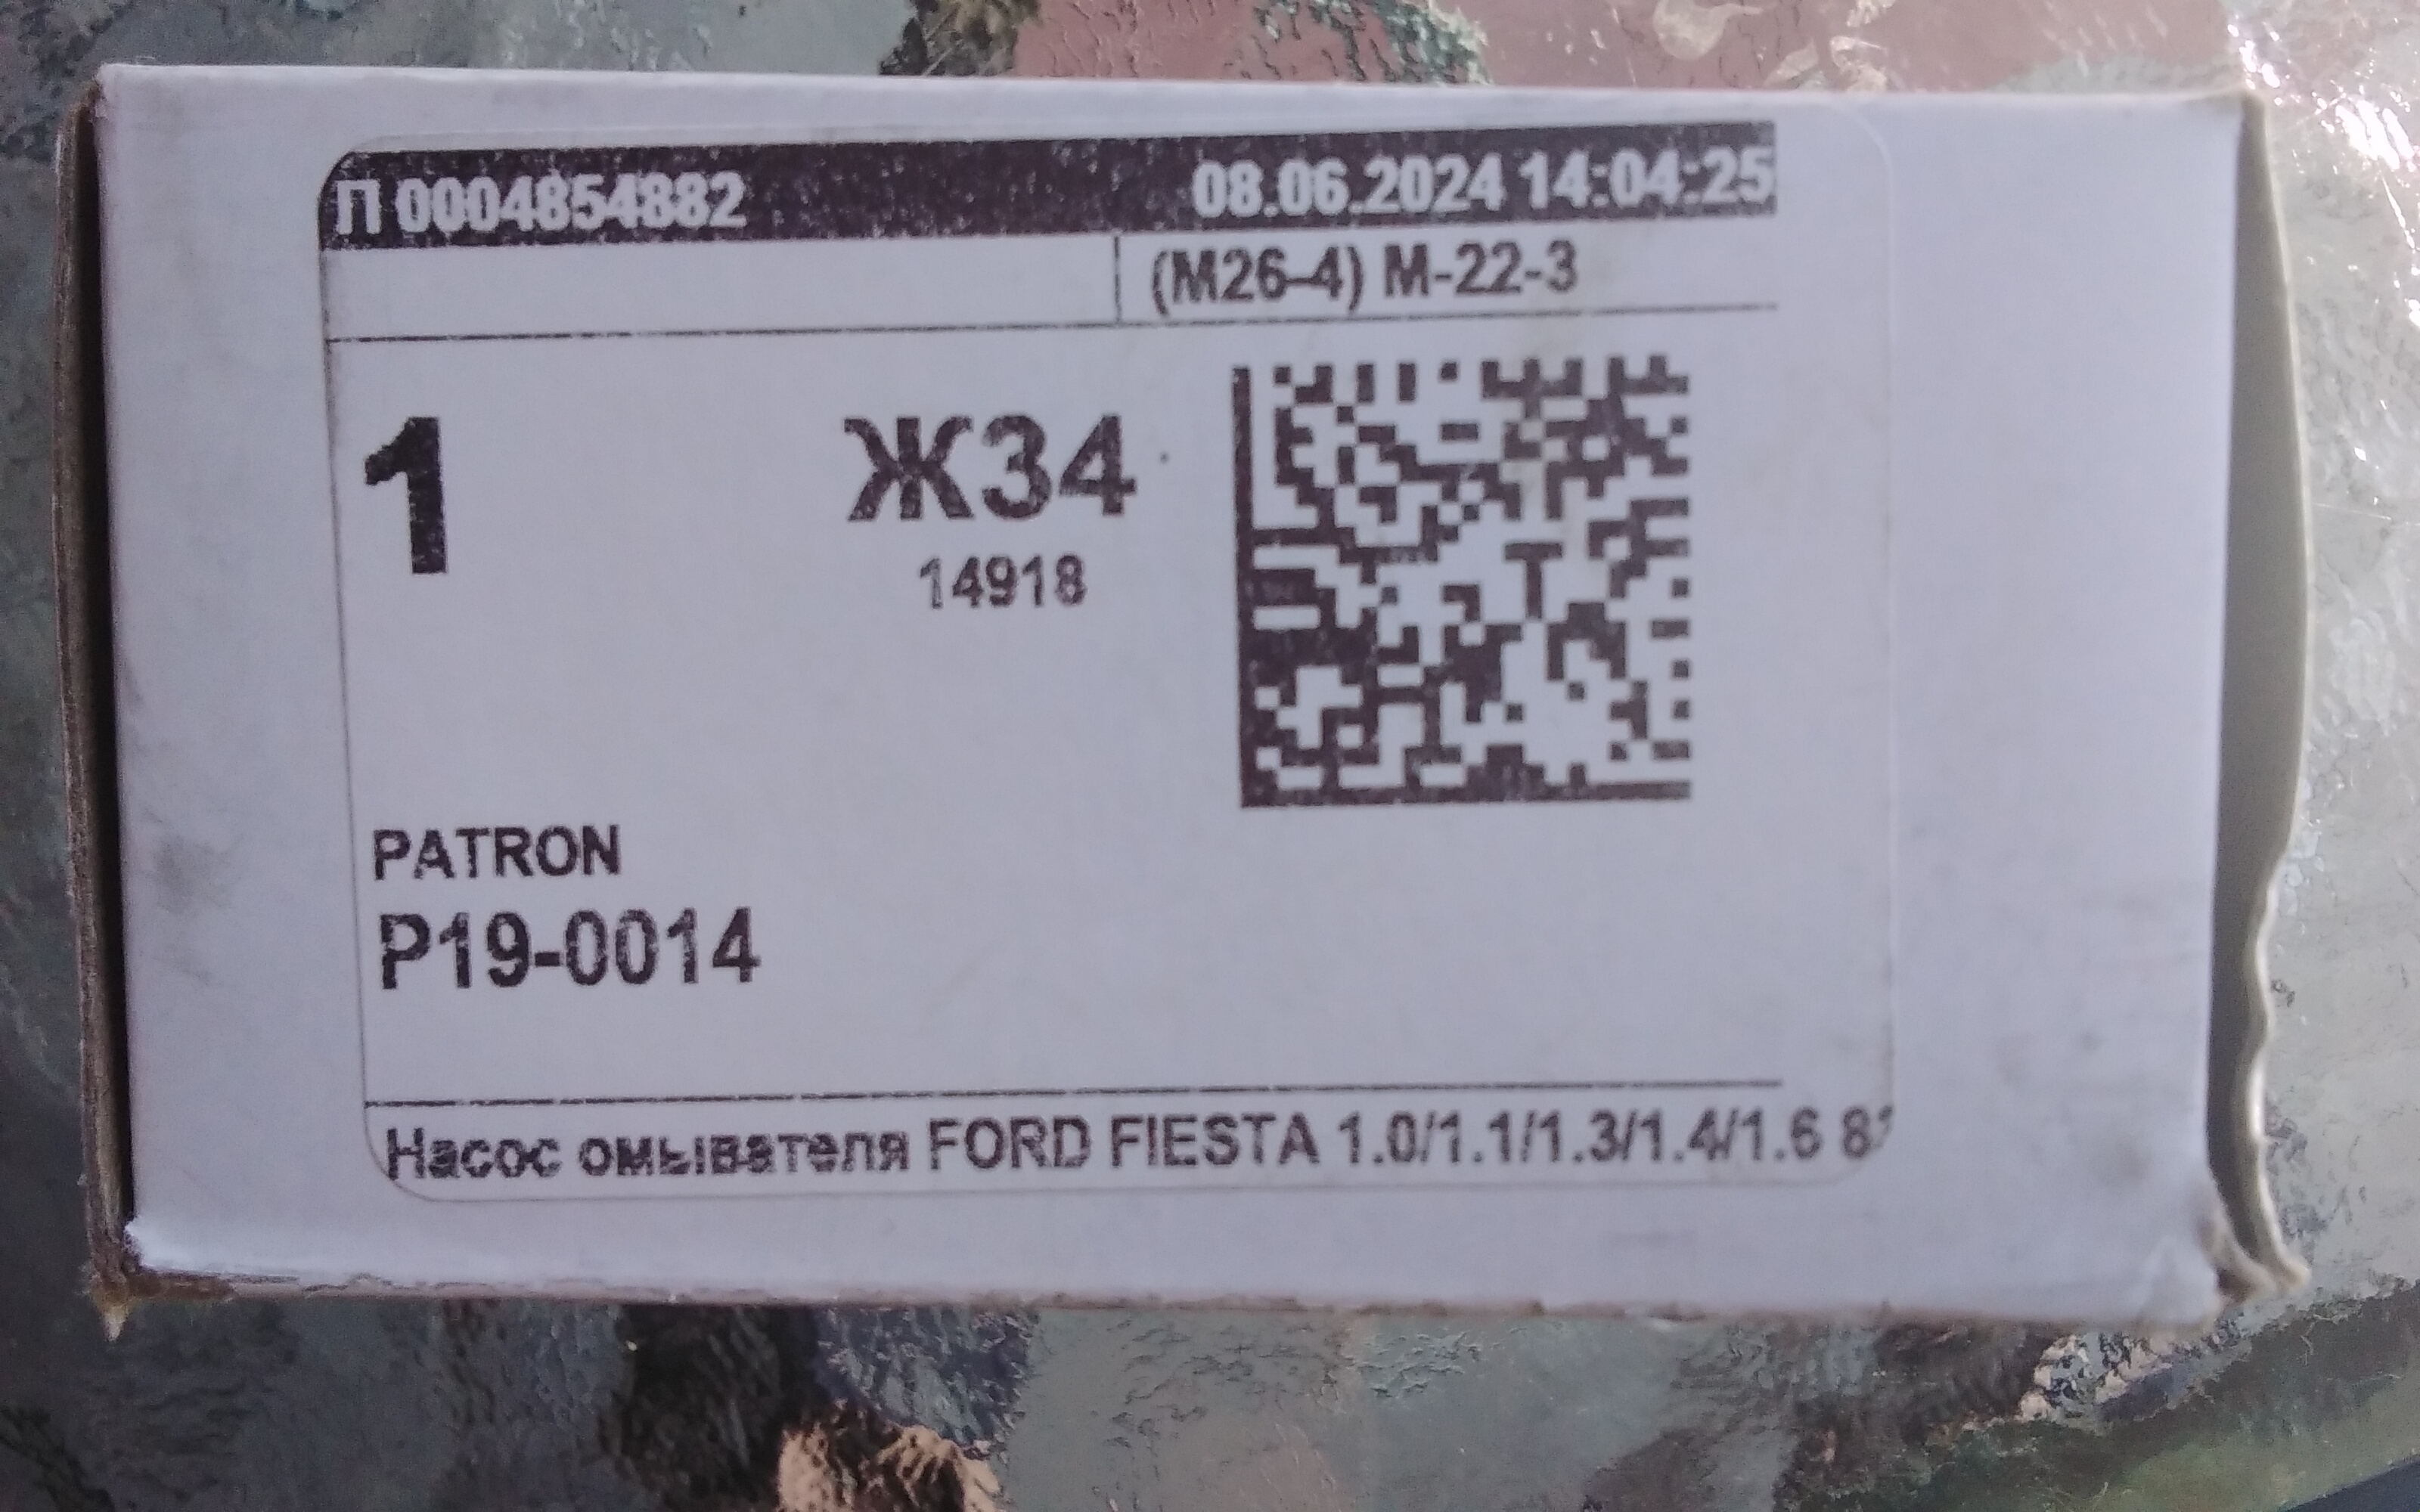 П 0004854882 08.06.2024 14:04:25
(М26-4) М-22-3
1 Ж34
14918
PATRON
P19-0014
Насос омывателя FORD FIESTA 1.0/1.1/1.3/1.4/1.6